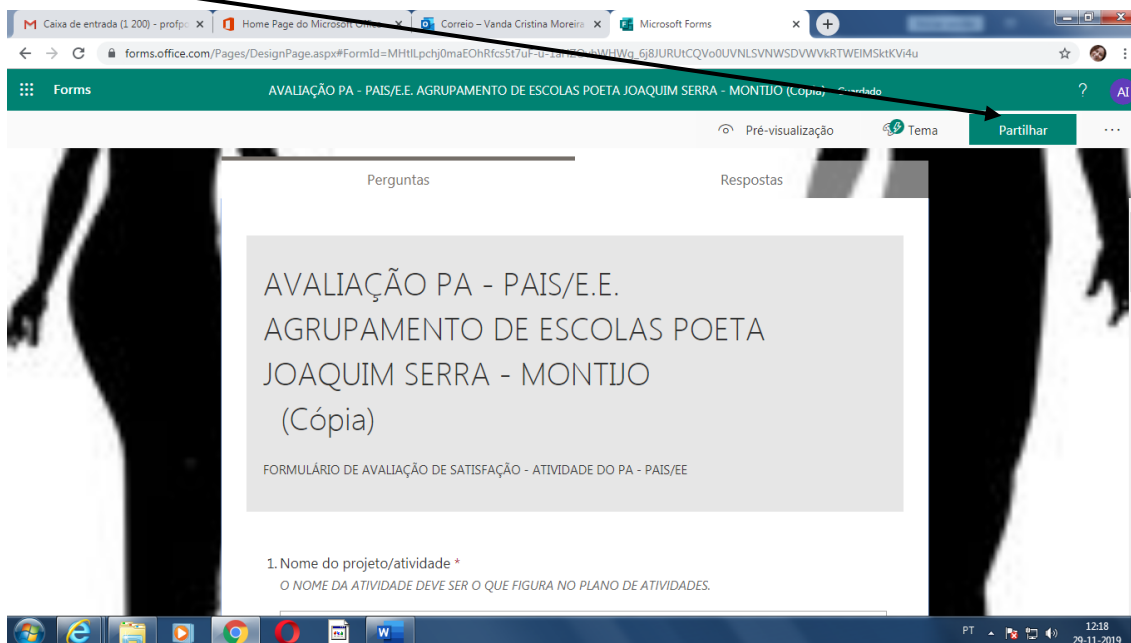 Caixa de entrada (1 200) - profpc
Home Page do Microsoft Office
Correio – Vanda Cristina Moreira
Microsoft Forms
forms.office.com/Pages/DesignPage.aspx#FormId=
Forms
AVALIAÇÃO PA - PAIS/E.E. AGRUPAMENTO DE ESCOLAS POETA JOAQUIM SERRA - MONTIJO (Cópia) - Guardado
?
AI
Pré-visualização
Tema
Partilhar
...
Perguntas
Respostas
AVALIAÇÃO PA - PAIS/E.E.
AGRUPAMENTO DE ESCOLAS POETA
JOAQUIM SERRA - MONTIJO
(Cópia)
FORMULÁRIO DE AVALIAÇÃO DE SATISFAÇÃO - ATIVIDADE DO PA - PAIS/EE
1. Nome do projeto/atividade *
O NOME DA ATIVIDADE DEVE SER O QUE FIGURA NO PLANO DE ATIVIDADES.
PT
12:18
29-11-2019